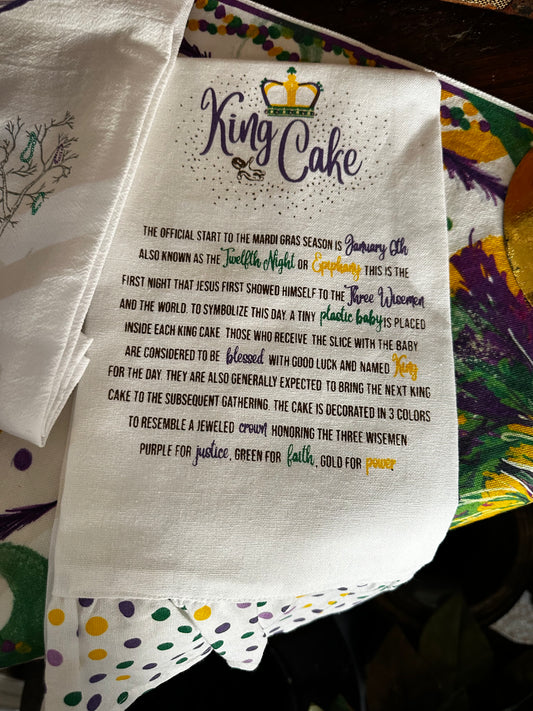 King
Cake
THE OFFICIAL START TO THE MARDI GRAS SEASON IS January 6th
ALSO KNOWN AS THE Twelfth Night OR Epiphany THIS IS THE
FIRST NIGHT THAT JESUS FIRST SHOWED HIMSELF TO THE Three Wisemen
AND THE WORLD. TO SYMBOLIZE THIS DAY, A TINY plastic baby IS PLACED
INSIDE EACH KING CAKE. THOSE WHO RECEIVE THE SLICE WITH THE BABY
ARE CONSIDERED TO BE blessed WITH GOOD LUCK AND NAMED King
FOR THE DAY. THEY ARE ALSO GENERALLY EXPECTED TO BRING THE NEXT KING
CAKE TO THE SUBSEQUENT GATHERING. THE CAKE IS DECORATED IN 3 COLORS
TO RESEMBLE A JEWELED crown HONORING THE THREE WISEMEN
PURPLE FOR justice, GREEN FOR faith, GOLD FOR power.